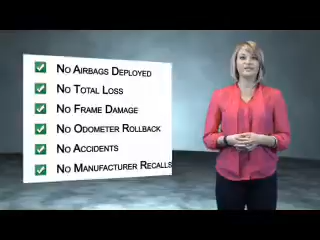 No Airbags Deployed
No Total Loss
No Frame Damage
No Odometer Rollback
No Accidents
No Manufacturer Recalls